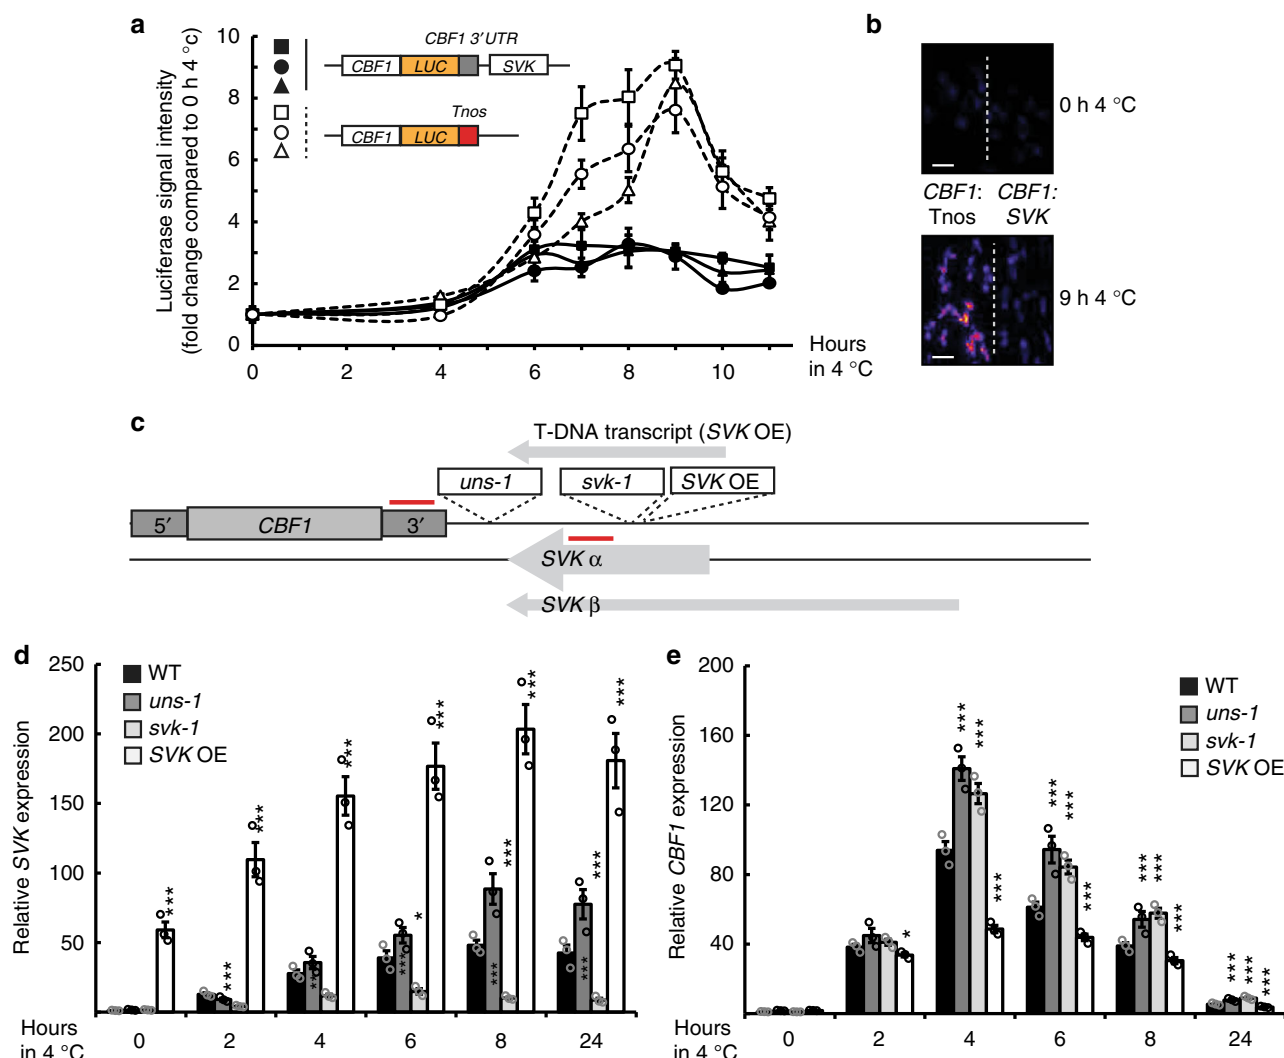 a
Luciferase signal intensity
(fold change compared to 0 h 4 °c)
10
8
6
4
2
0
0
2
4
6
8
10
Hours
in 4 °C
CBF1 3′ UTR
CBF1
LUC
SVK
Tnos
CBF1
LUC
b
0 h 4 °C
CBF1:
Tnos
CBF1:
SVK
9 h 4 °C
c
T-DNA transcript (SVK OE)
uns-1
svk-1
SVK OE
5′
CBF1
3′
SVK α
SVK β
d
Relative SVK expression
250
200
150
100
50
WT
uns-1
svk-1
SVK OE
***
***
***
***
***
***
*
***
***
***
***
***
***
Hours
in 4 °C
0
2
4
6
8
24
e
Relative CBF1 expression
200
160
120
80
40
WT
uns-1
svk-1
SVK OE
*
***
***
***
***
***
***
***
***
***
***
***
***
Hours
in 4 °C
0
2
4
6
8
24